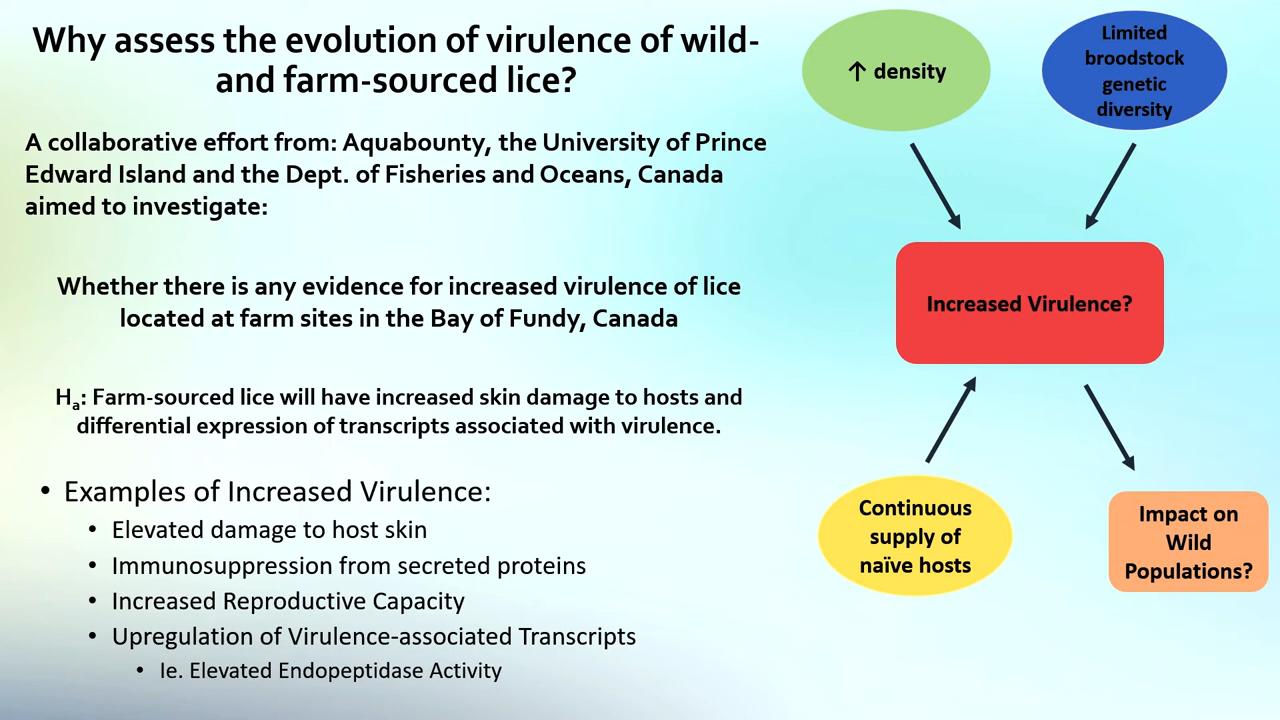 Why assess the evolution of virulence of wild-
and farm-sourced lice?
A collaborative effort from: Aquabounty, the University of Prince
Edward Island and the Dept. of Fisheries and Oceans, Canada
aimed to investigate:
Whether there is any evidence for increased virulence of lice
located at farm sites in the Bay of Fundy, Canada
Ha: Farm-sourced lice will have increased skin damage to hosts and
differential expression of transcripts associated with virulence.
• Examples of Increased Virulence:
• Elevated damage to host skin
• Immunosuppression from secreted proteins
• Increased Reproductive Capacity
• Upregulation of Virulence-associated Transcripts
• Ie. Elevated Endopeptidase Activity
↑ density
Limited
broodstock
genetic
diversity
Increased Virulence?
Continuous
supply of
naïve hosts
Impact on
Wild
Populations?